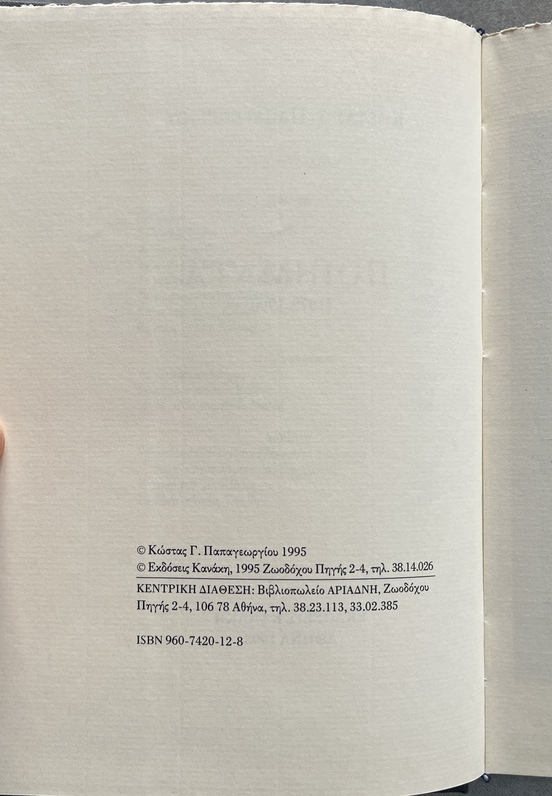 © Κώστας Γ. Παπαγεωργίου 1995
© Εκδόσεις Κανάκη, 1995 Ζωοδόχου Πηγής 2-4, τηλ. 38.14.026
ΚΕΝΤΡΙΚΗ ΔΙΑΘΕΣΗ: Βιβλιοπωλείο ΑΡΙΑΔΝΗ, Ζωοδόχου
Πηγής 2-4, 106 78 Αθήνα, τηλ. 38.23.113, 33.02.385
ISBN 960-7420-12-8